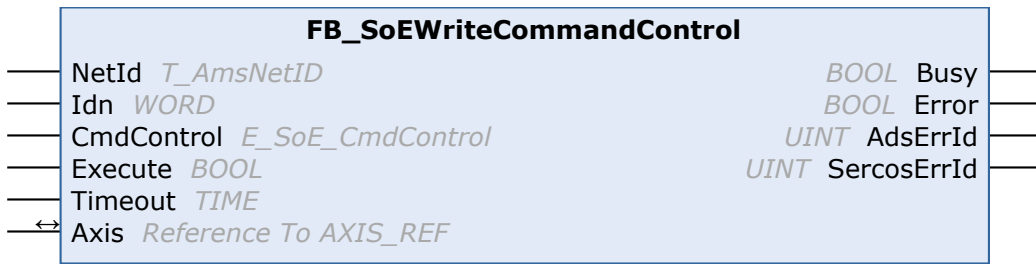 FB_SoEWriteCommandControl
NetId T_AmsNetID BOOL Busy
Idn WORD BOOL Error
CmdControl E_SoE_CmdControl UINT AdsErrId
Execute BOOL UINT SercosErrId
Timeout TIME
↔ Axis Reference To AXIS_REF